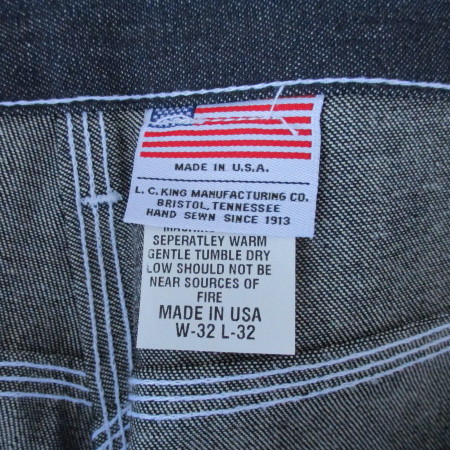 MADE IN U.S.A.
L. C. KING MANUFACTURING CO.
BRISTOL, TENNESSEE
HAND SEWN SINCE 1913
SEPERATLEY WARM
GENTLE TUMBLE DRY
LOW SHOULD NOT BE
NEAR SOURCES OF
FIRE
MADE IN USA
W-32 L-32